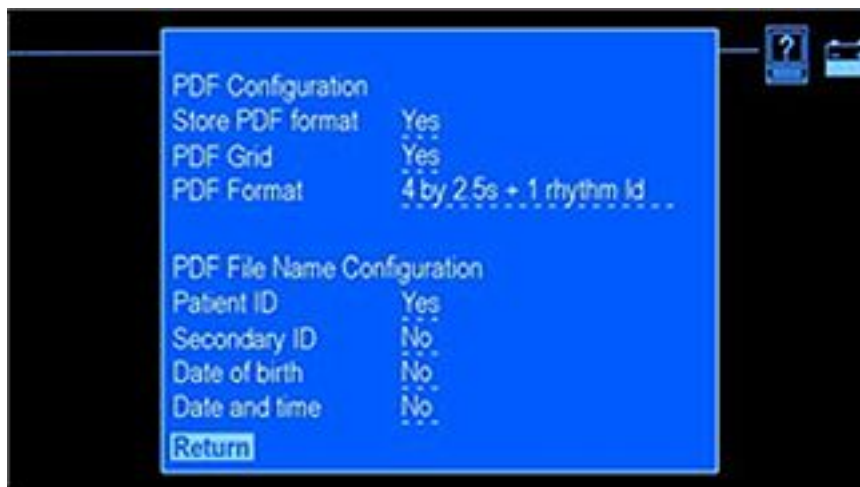 ?
PDF Configuration
Store PDF format Yes
PDF Grid Yes
PDF Format 4 by 2.5s + 1 rhythm ld
PDF File Name Configuration
Patient ID Yes
Secondary ID No
Date of birth No
Date and time No
Return